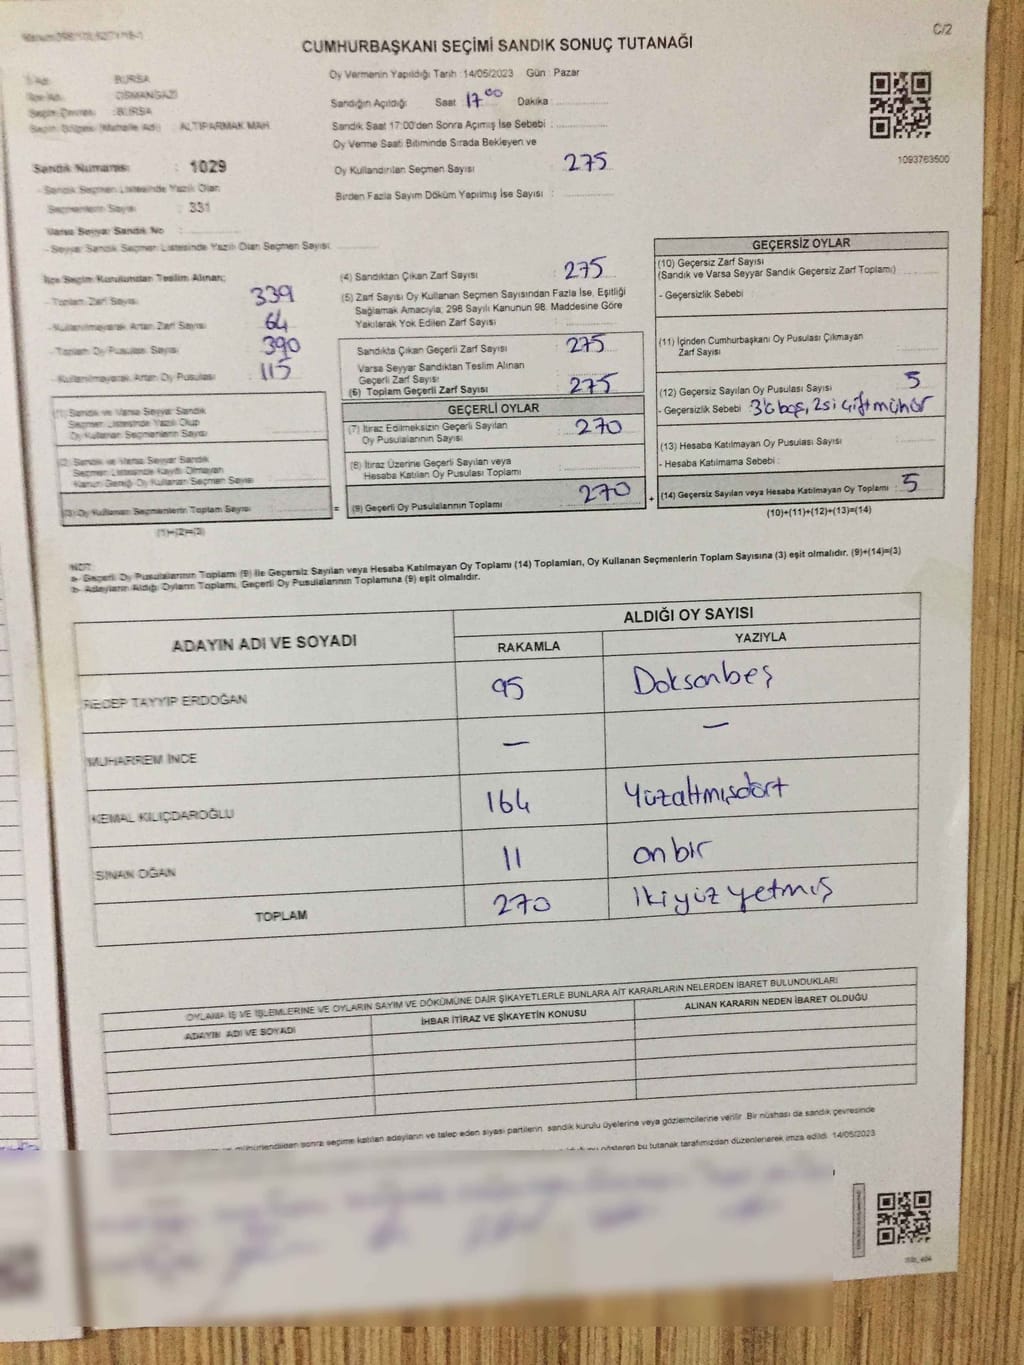 C/2
CUMHURBAŞKANI SEÇİMİ SANDIK SONUÇ TUTANAĞI
İli Adı : BURSA
İlçe Adı : OSMANGAZİ
Seçim Çevresi : BURSA
Seçim Bölgesi (Mahalle Adı) : ALTIPARMAK MAH.
Sandık Numarası : 1029
- Sandık Seçmen Listesinde Yazılı Olan
Seçmenlerin Sayısı : 331
Varsa Seyyar Sandık No :
- Seyyar Sandık Seçmen Listesinde Yazılı Olan Seçmen Sayısı :
Oy Vermenin Yapıldığı Tarih : 14/05/2023 Gün : Pazar
Sandığın Açıldığı Saat 17 00 Dakika :
Sandık Saat 17:00'den Sonra Açımış İse Sebebi :
Oy Verme Saati Bitiminde Sırada Bekleyen ve
Oy Kullandırılan Seçmen Sayısı : 275
Birden Fazla Sayım Döküm Yapılmış İse Sayısı :
1093763500
İlçe Seçim Kurulundan Teslim Alınan;
- Toplam Zarf Sayısı : 339
- Kullanılmayarak Artan Zarf Sayısı : 64
- Toplam Oy Pusulası Sayısı : 390
- Kullanılmayarak Artan Oy Pusulası : 115
(1) Sandık ve Varsa Seyyar Sandık
Seçmen Listesinde Yazılı Olup
Oy Kullanan Seçmenlerin Sayısı :
(2) Sandık ve Varsa Seyyar Sandık
Seçmen Listesinde Kayıtlı Olmayan
Kanun Gereği Oy Kullanan Seçmen Sayısı :
(3) Oy Kullanan Seçmenlerin Toplam Sayısı :
(1)+(2)=(3)
(4) Sandıktan Çıkan Zarf Sayısı : 275
(5) Zarf Sayısı Oy Kullanan Seçmen Sayısından Fazla İse, Eşitliği
Sağlamak Amacıyla, 298 Sayılı Kanunun 98. Maddesine Göre
Yakılarak Yok Edilen Zarf Sayısı :
Sandıkta Çıkan Geçerli Zarf Sayısı : 275
Varsa Seyyar Sandıktan Teslim Alınan
Geçerli Zarf Sayısı :
(6) Toplam Geçerli Zarf Sayısı : 275
GEÇERLİ OYLAR
(7) İtiraz Edilmeksizin Geçerli Sayılan
Oy Pusulalarının Sayısı : 270
(8) İtiraz Üzerine Geçerli Sayılan veya
Hesaba Katılan Oy Pusulası Toplamı :
= (9) Geçerli Oy Pusulalarının Toplamı : 270
GEÇERSİZ OYLAR
(10) Geçersiz Zarf Sayısı
(Sandık ve Varsa Seyyar Sandık Geçersiz Zarf Toplamı)
- Geçersizlik Sebebi :
(11) İçinden Cumhurbaşkanı Oy Pusulası Çıkmayan
Zarf Sayısı :
(12) Geçersiz Sayılan Oy Pusulası Sayısı : 5
- Geçersizlik Sebebi : 3'ü boş, 2si çift mühür
(13) Hesaba Katılmayan Oy Pusulası Sayısı :
- Hesaba Katılmama Sebebi :
+ (14) Geçersiz Sayılan veya Hesaba Katılmayan Oy Toplamı : 5
(10)+(11)+(12)+(13)=(14)
NOT:
a- Geçerli Oy Pusulalarının Toplamı (9) ile Geçersiz Sayılan veya Hesaba Katılmayan Oy Toplamı (14) Toplamları, Oy Kullanan Seçmenlerin Toplam Sayısına (3) eşit olmalıdır. (9)+(14)=(3)
b- Adayların Aldığı Oyların Toplamı, Geçerli Oy Pusulalarının Toplamına (9) eşit olmalıdır.
ADAYIN ADI VE SOYADI
ALDIĞI OY SAYISI
RAKAMLA YAZIYLA
RECEP TAYYİP ERDOĞAN 95 Doksanbeş
MUHARREM İNCE — —
KEMAL KILIÇDAROĞLU 164 Yüzaltmışdört
SİNAN OĞAN 11 onbir
TOPLAM 270 İkiyüz yetmiş
OYLAMA İŞ VE İŞLEMLERİNE VE OYLARIN SAYIM VE DÖKÜMÜNE DAİR ŞİKAYETLERLE BUNLARA AİT KARARLARIN NELERDEN İBARET BULUNDUKLARI
ADAYIN ADI VE SOYADI İHBAR İTİRAZ VE ŞİKAYETİN KONUSU ALINAN KARARIN NEDEN İBARET OLDUĞU
mühürlendikten sonra seçime katılan adayların ve talep eden siyasi partilerin sandık kurulu üyelerine veya gözlemcilerine verilir. Bir nüshası da sandık çevresinde
gösteren bu tutanak tarafımızdan düzenlenerek imza edildi. 14/05/2023